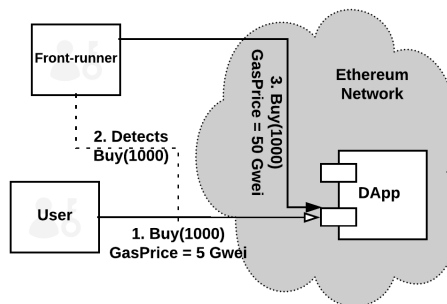 Front-runner
3. Buy(1000)
GasPrice = 50 Gwei
Ethereum
Network
2. Detects
Buy(1000)
DApp
User
1. Buy(1000)
GasPrice = 5 Gwei